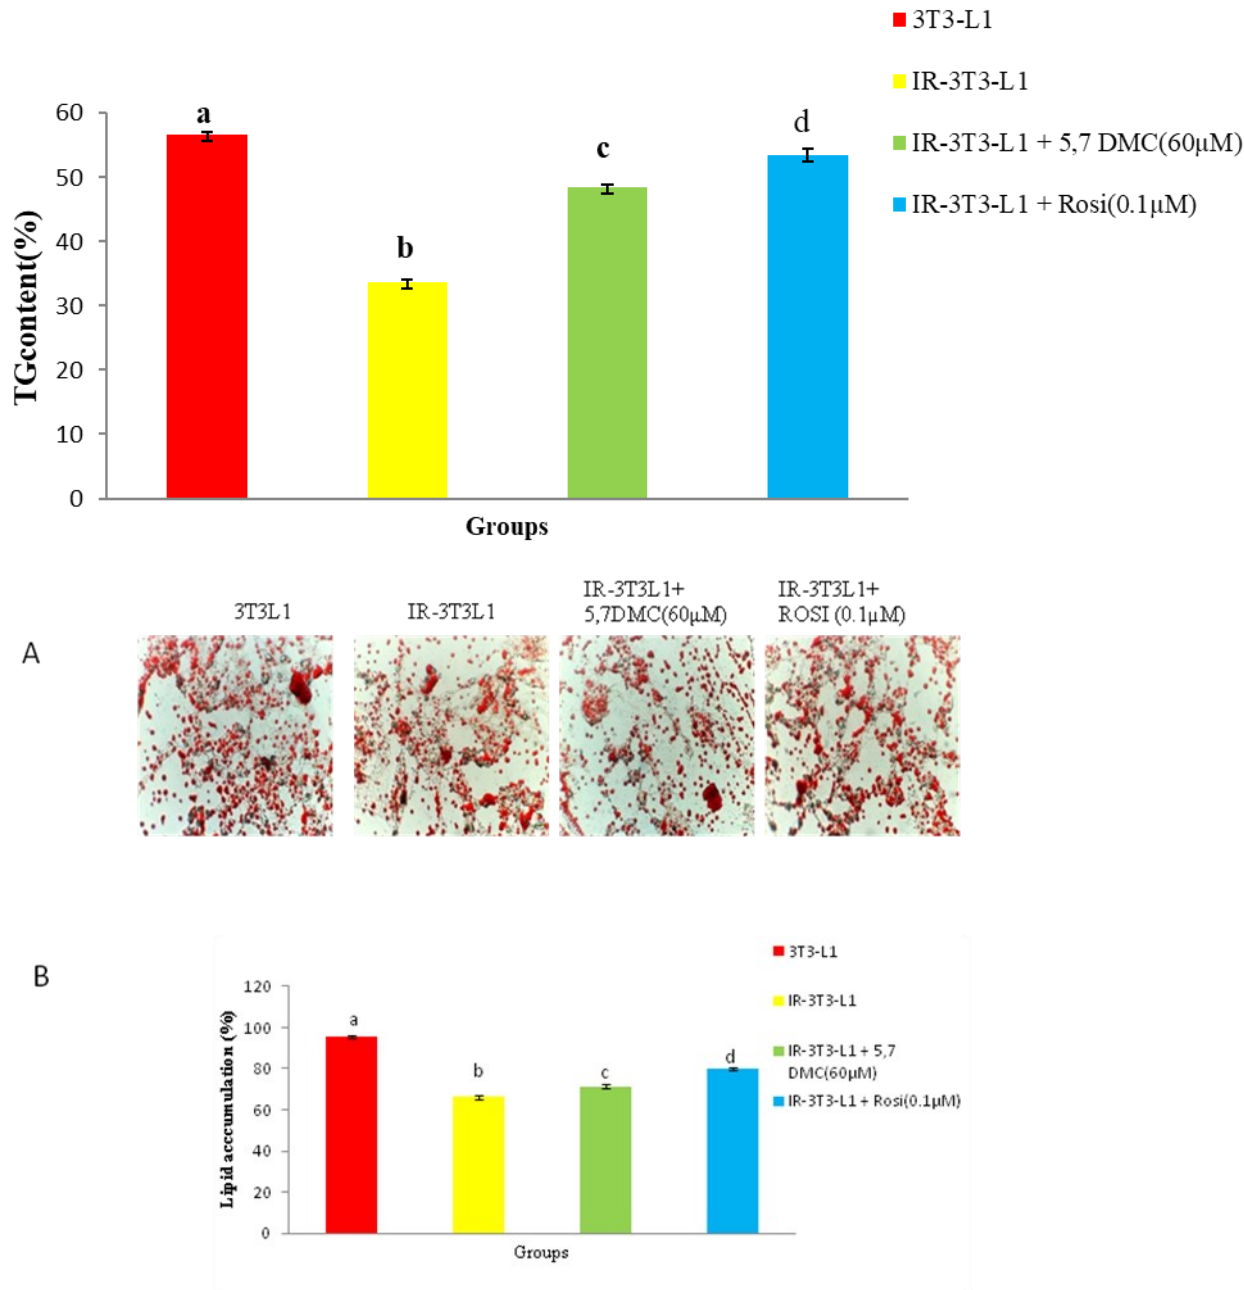 3T3-L1
IR-3T3-L1
IR-3T3-L1 + 5,7 DMC(60μM)
IR-3T3-L1 + Rosi(0.1μM)
TGcontent(%)
60
50
40
30
20
10
0
a
b
c
d
Groups
A
3T3L1
IR-3T3L1
IR-3T3L1+
5,7DMC(60μM)
IR-3T3L1+
ROSI (0.1μM)
B
3T3-L1
IR-3T3-L1
IR-3T3-L1 + 5,7
DMC(60μM)
IR-3T3-L1 + Rosi(0.1μM)
Lipid acccumulation (%)
120
100
80
60
40
20
0
a
b
c
d
Groups